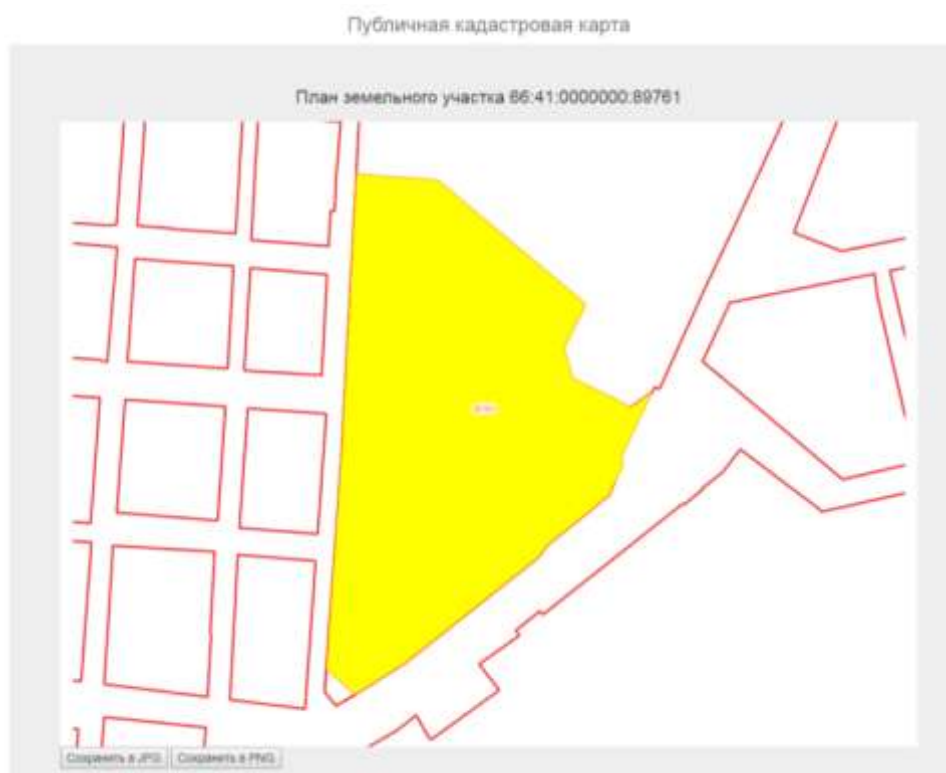 Публичная кадастровая карта
План земельного участка 66:41:0000000:89761
Сохранить в JPG Сохранить в PNG